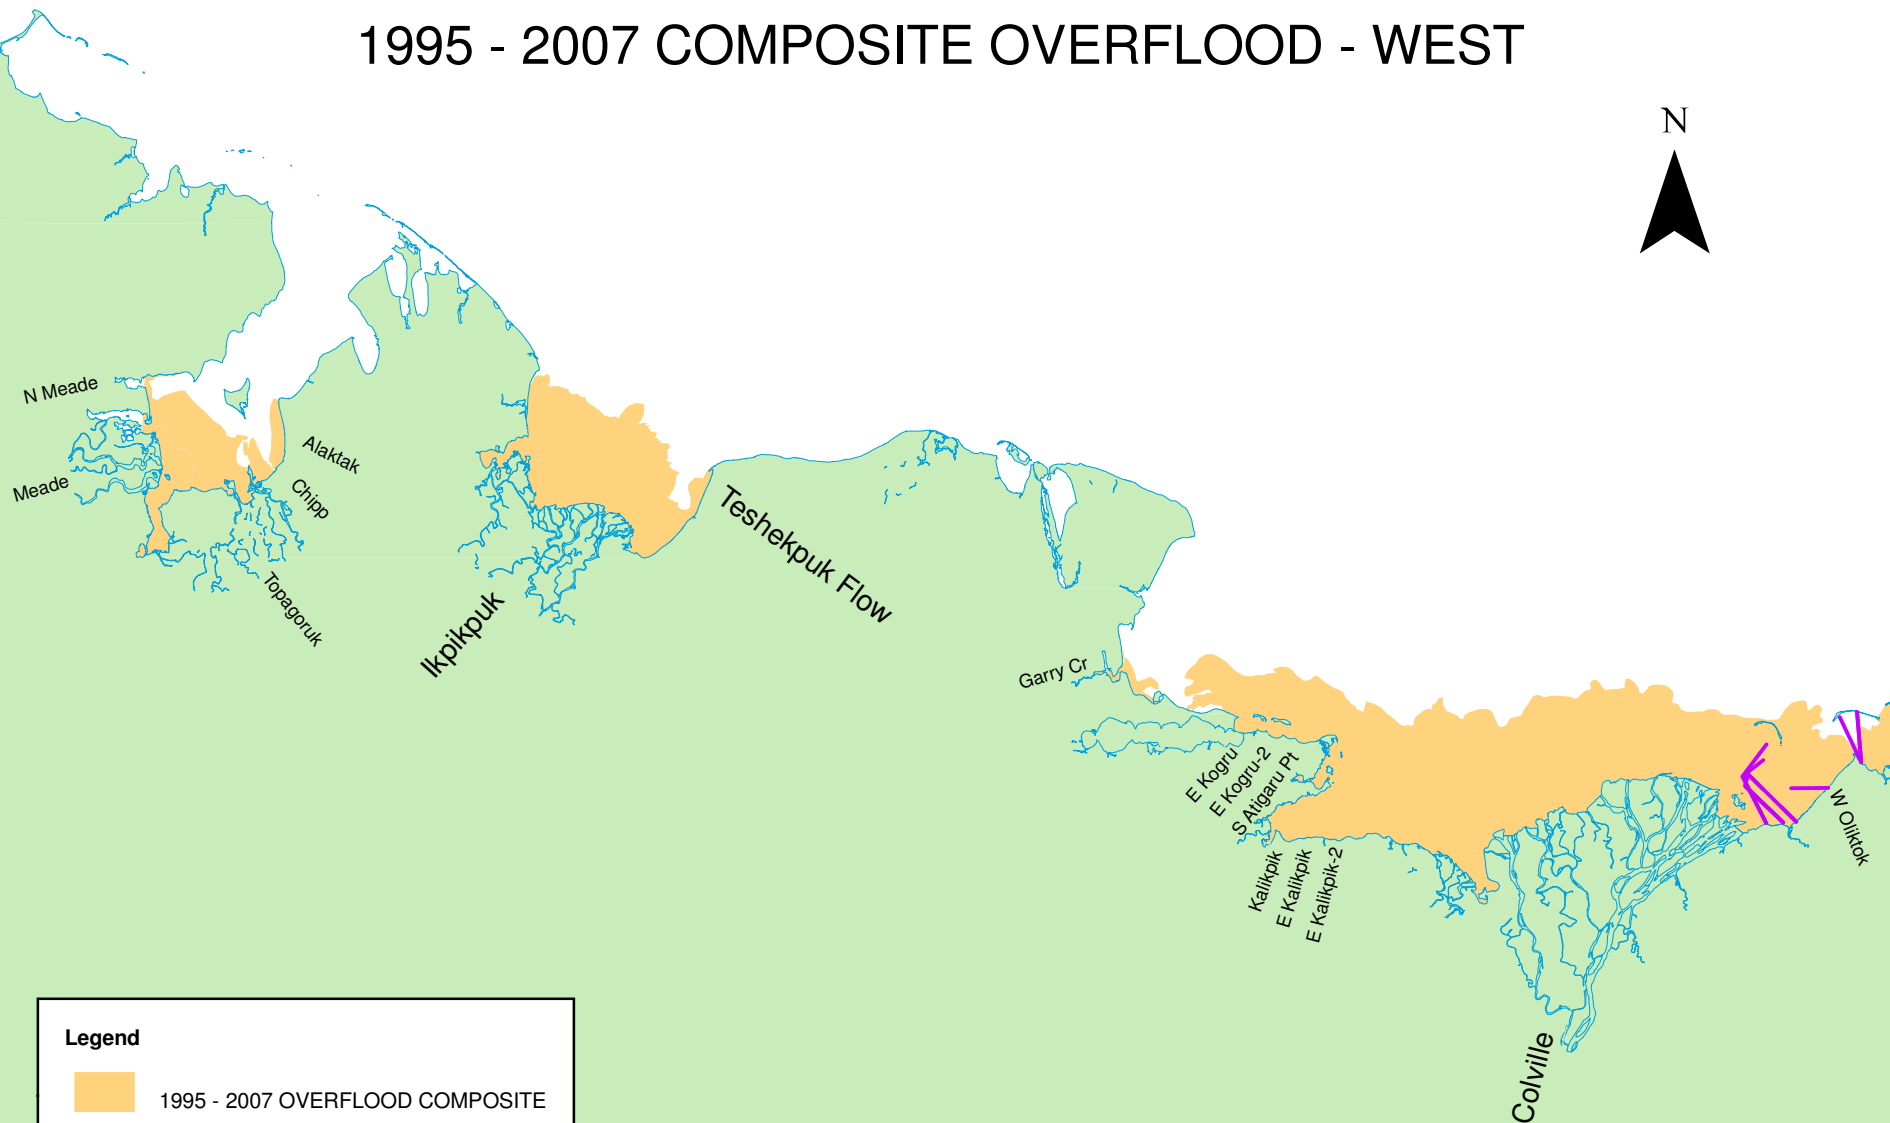 1995 - 2007 COMPOSITE OVERFLOOD - WEST
N
N Meade
Meade
Alaktak
Chipp
Topagoruk
Ikpikpuk
Teshekpuk Flow
Garry Cr
E Kogru
E Kogru-2
S Atigaru Pt
Kalikpik
E Kalikpik
E Kalikpik-2
W Oliktok
Colville
Legend
1995 - 2007 OVERFLOOD COMPOSITE